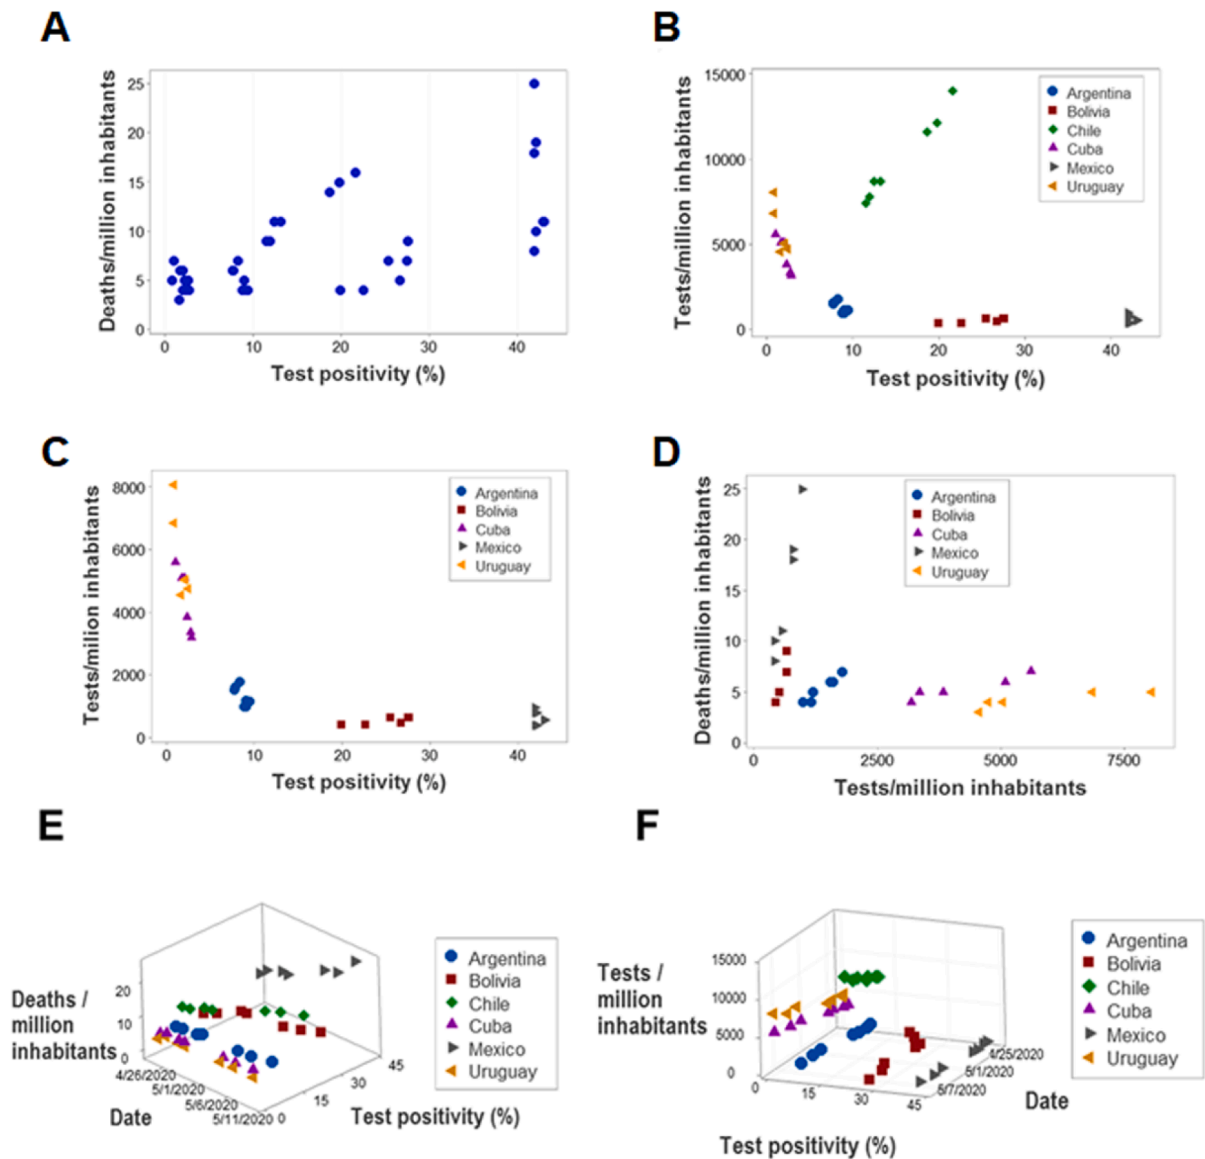 A
Deaths/million inhabitants
25
20
15
10
5
0
0
10
20
30
40
Test positivity (%)
B
Tests/million inhabitants
15000
10000
5000
0
0
10
20
30
40
Test positivity (%)
Argentina
Bolivia
Chile
Cuba
Mexico
Uruguay
C
Tests/milion inhabitants
8000
6000
4000
2000
0
0
10
20
30
40
Test positivity (%)
Argentina
Bolivia
Cuba
Mexico
Uruguay
D
Deaths/million inhabitants
25
20
15
10
5
0
0
2500
5000
7500
Tests/million inhabitants
Argentina
Bolivia
Cuba
Mexico
Uruguay
E
Deaths /
million
inhabitants
20
10
0
4/26/2020
5/1/2020
5/6/2020
5/11/2020
Date
0
15
30
45
Test positivity (%)
Argentina
Bolivia
Chile
Cuba
Mexico
Uruguay
F
Tests /
million
inhabitants
15000
10000
5000
0
0
15
30
45
Test positivity (%)
4/25/2020
5/1/2020
5/7/2020
Date
Argentina
Bolivia
Chile
Cuba
Mexico
Uruguay